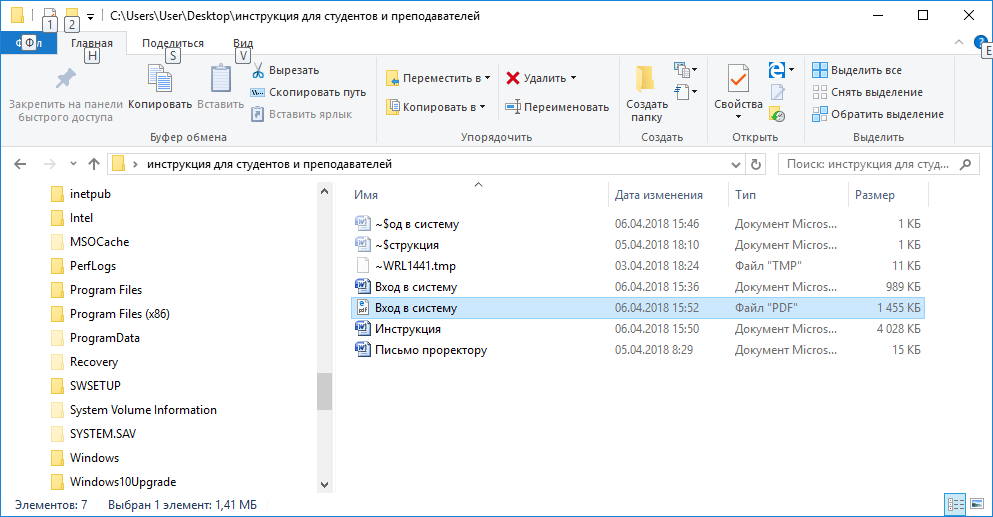 C:\Users\User\Desktop\инструкция для студентов и преподавателей
1 2
Главная Поделиться Вид
Ф H S V E
Закрепить на панели быстрого доступа
Копировать
Вставить
Вырезать
Скопировать путь
Вставить ярлык
Буфер обмена
Переместить в
Копировать в
Удалить
Переименовать
Упорядочить
Создать папку
Создать
Свойства
Открыть
Выделить все
Снять выделение
Обратить выделение
Выделить
инструкция для студентов и преподавателей
Поиск: инструкция для студ...
inetpub
Intel
MSOCache
PerfLogs
Program Files
Program Files (x86)
ProgramData
Recovery
SWSETUP
System Volume Information
SYSTEM.SAV
Windows
Windows10Upgrade
Имя Дата изменения Тип Размер
~$од в систему 06.04.2018 15:46 Документ Micros... 1 КБ
~$струкция 05.04.2018 18:10 Документ Micros... 1 КБ
~WRL1441.tmp 03.04.2018 18:24 Файл "TMP" 11 КБ
Вход в систему 06.04.2018 15:36 Документ Micros... 989 КБ
Вход в систему 06.04.2018 15:52 Файл "PDF" 1 455 КБ
Инструкция 06.04.2018 15:50 Документ Micros... 4 028 КБ
Письмо проректору 05.04.2018 8:29 Документ Micros... 15 КБ
Элементов: 7 Выбран 1 элемент: 1,41 МБ